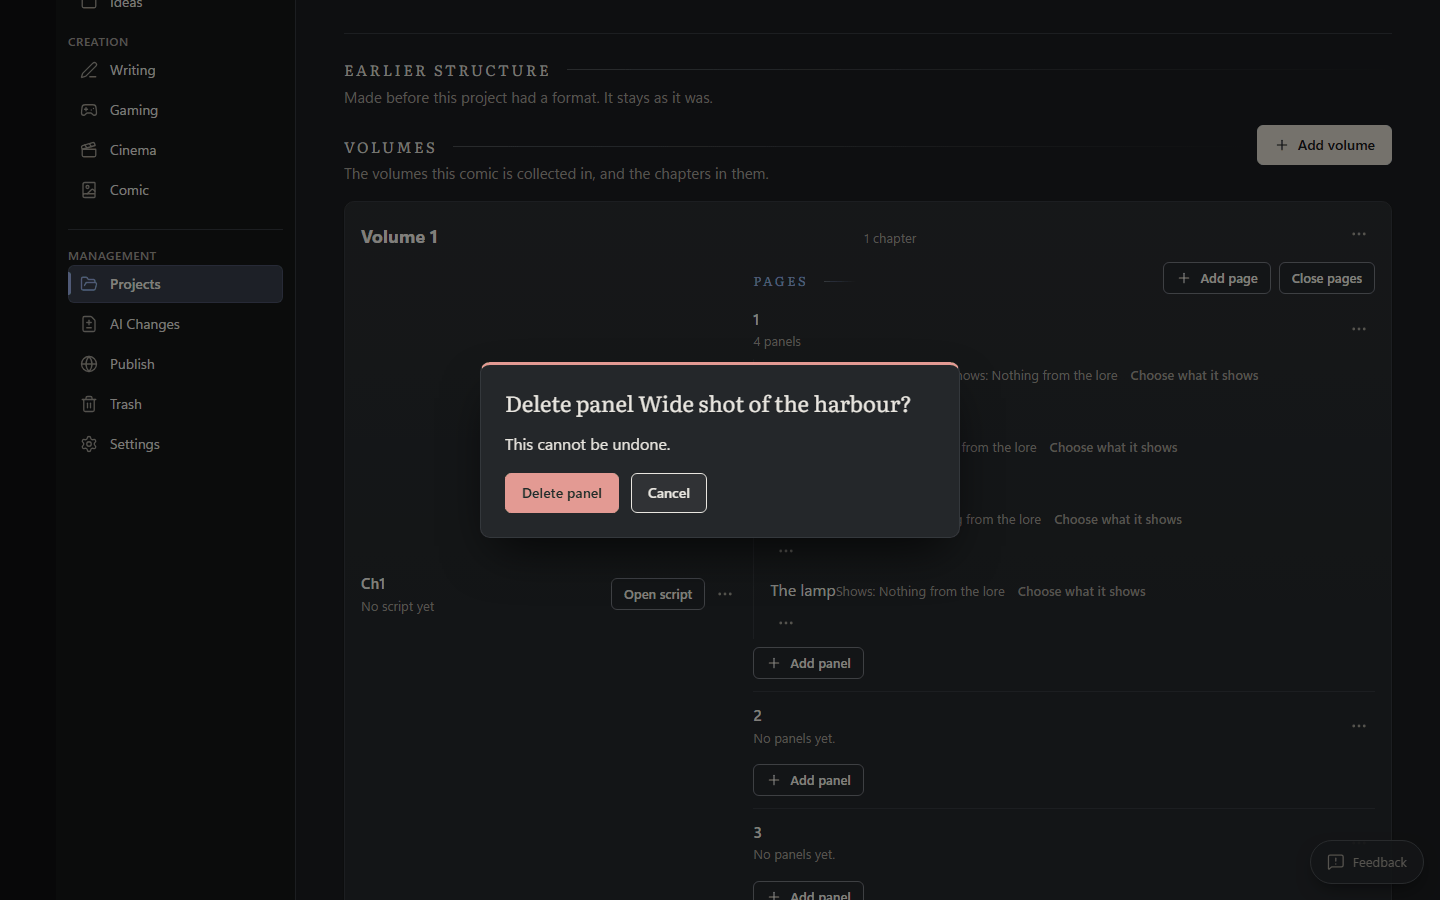 Ideas
CREATION
Writing
Gaming
Cinema
Comic
MANAGEMENT
Projects
AI Changes
Publish
Trash
Settings
EARLIER STRUCTURE
Made before this project had a format. It stays as it was.
VOLUMES
Add volume
The volumes this comic is collected in, and the chapters in them.
Volume 1
1 chapter
PAGES
Add page
Close pages
1
4 panels
Shows: Nothing from the lore Choose what it shows
from the lore Choose what it shows
from the lore Choose what it shows
Delete panel Wide shot of the harbour?
This cannot be undone.
Delete panel
Cancel
Ch1
No script yet
Open script
The lampShows: Nothing from the lore Choose what it shows
Add panel
2
No panels yet.
Add panel
3
No panels yet.
Add panel
Feedback